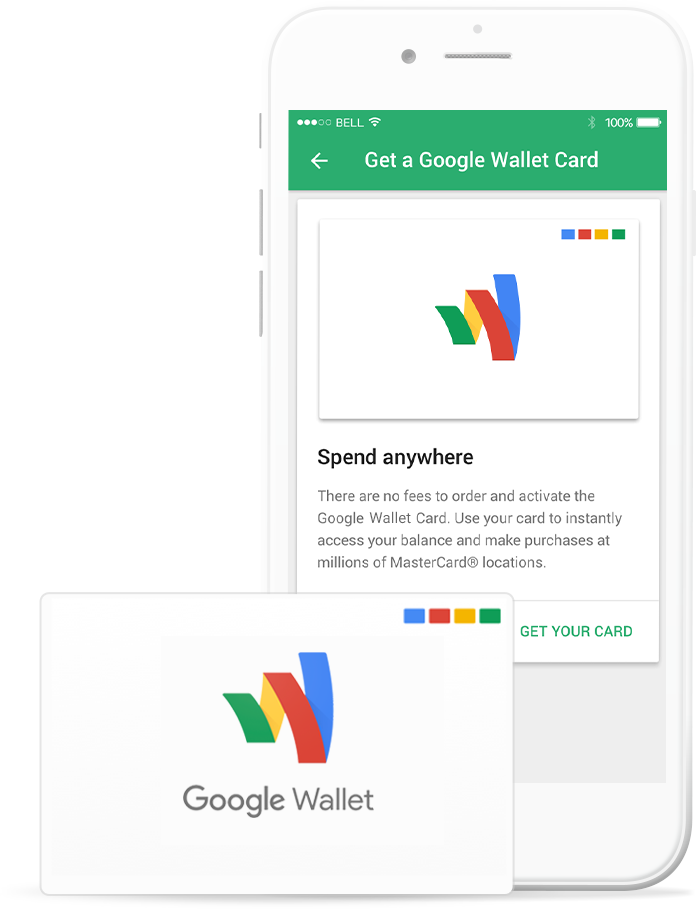 BELL 100%
Get a Google Wallet Card
Spend anywhere
There are no fees to order and activate the
Google Wallet Card. Use your card to instantly
access your balance and make purchases at
millions of MasterCard® locations.
GET YOUR CARD
Google Wallet